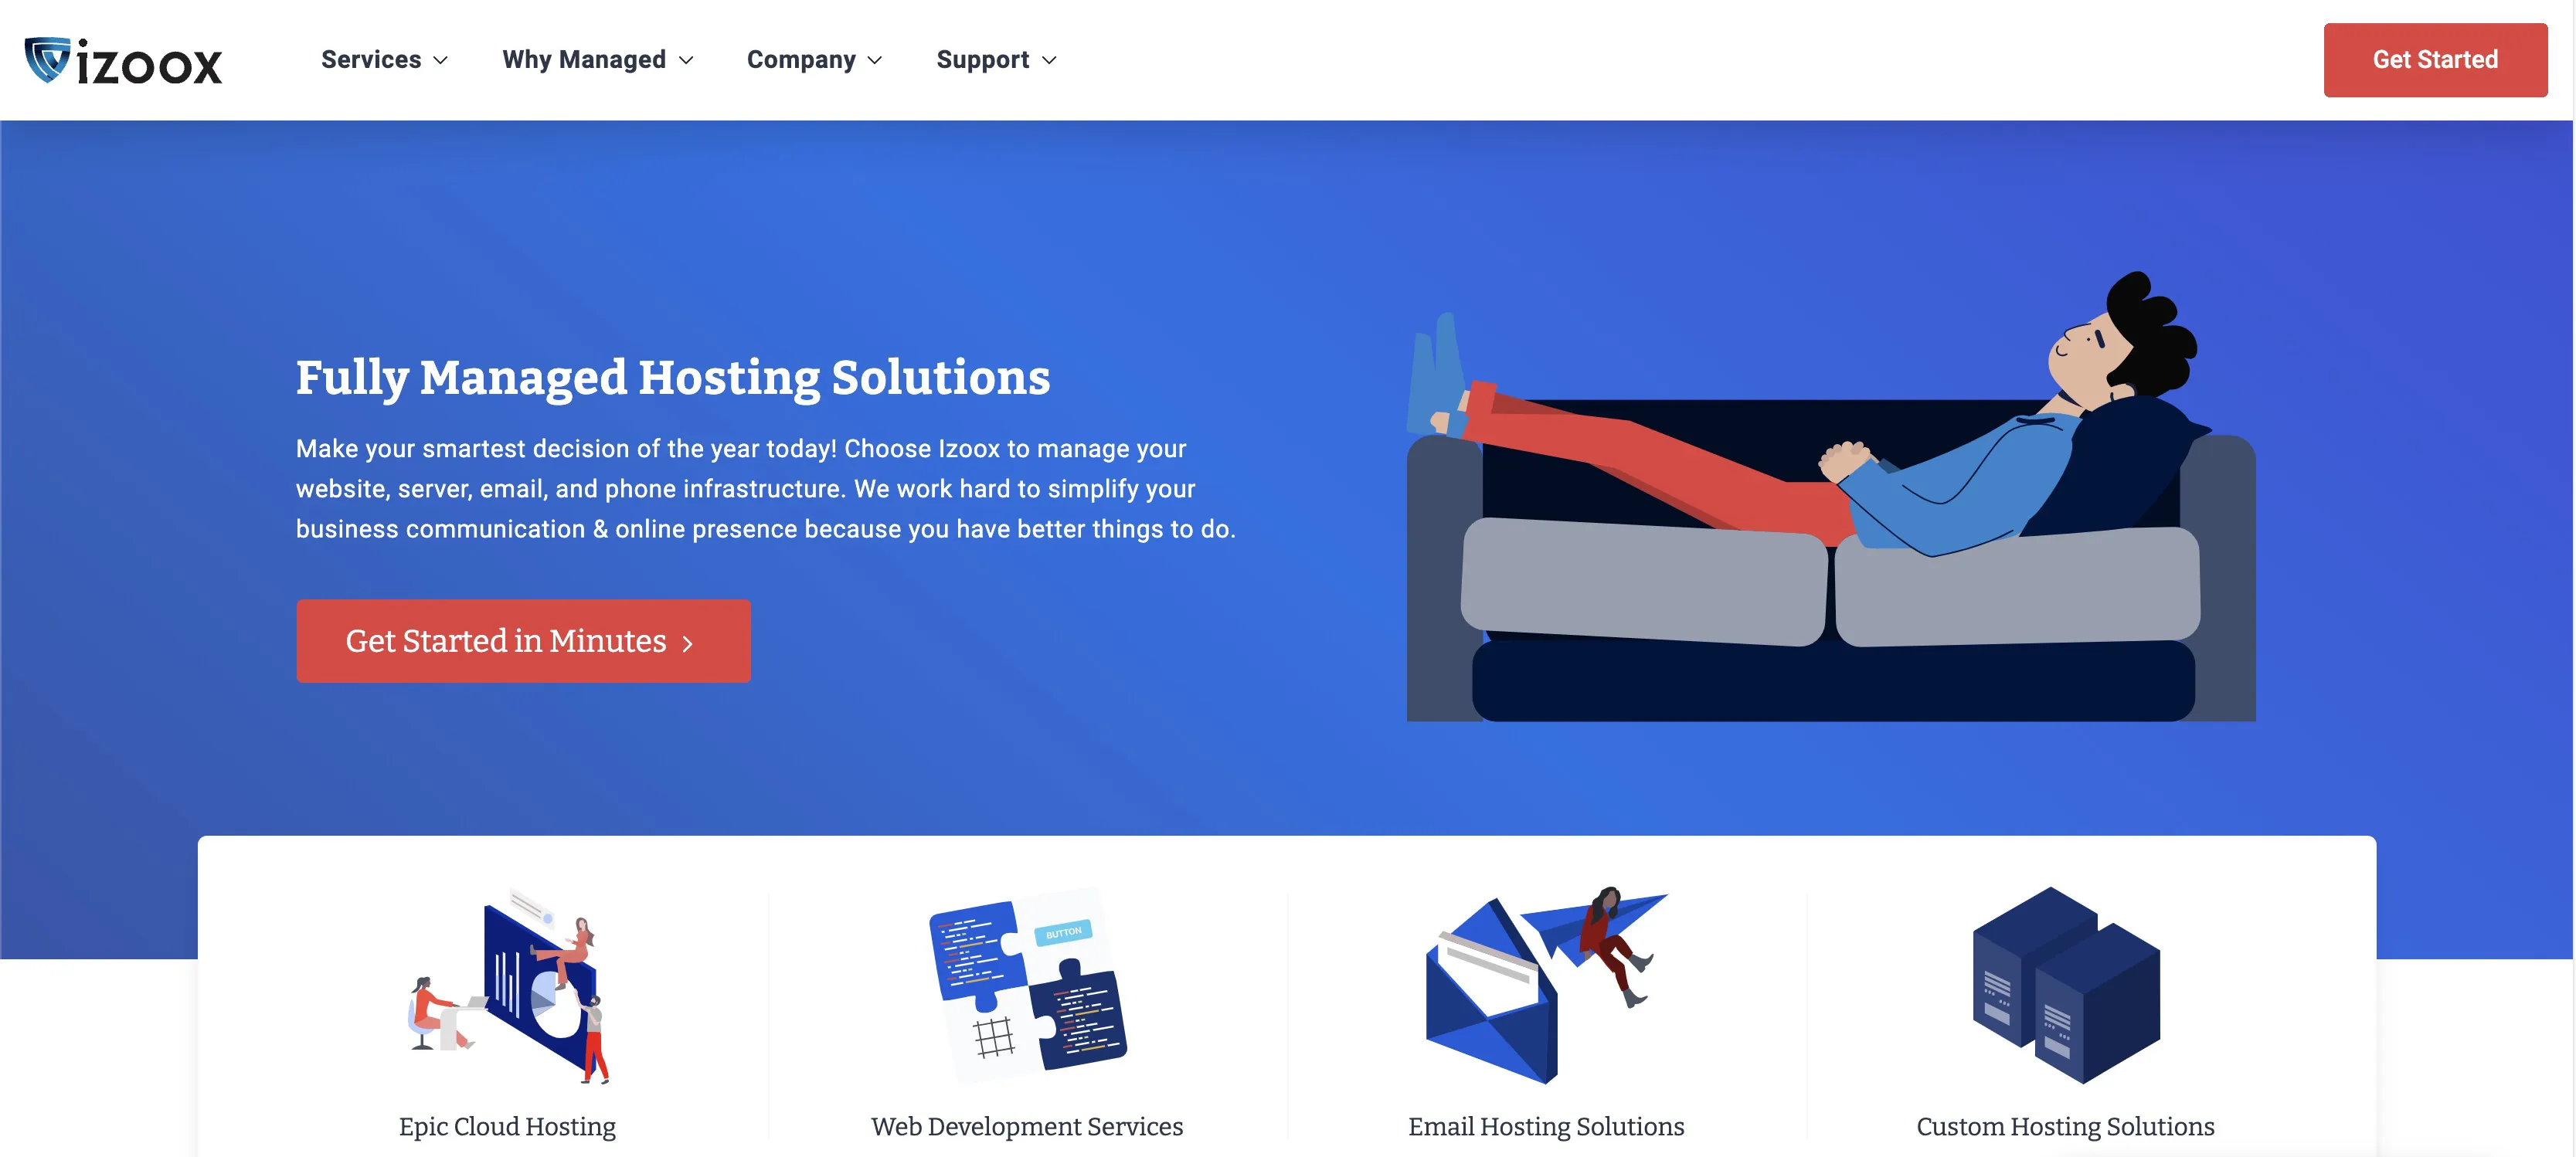 izoox
Services
Why Managed
Company
Support
Get Started
Fully Managed Hosting Solutions
Make your smartest decision of the year today! Choose Izoox to manage your
website, server, email, and phone infrastructure. We work hard to simplify your
business communication & online presence because you have better things to do.
Get Started in Minutes
BUTTON
Epic Cloud Hosting
Web Development Services
Email Hosting Solutions
Custom Hosting Solutions